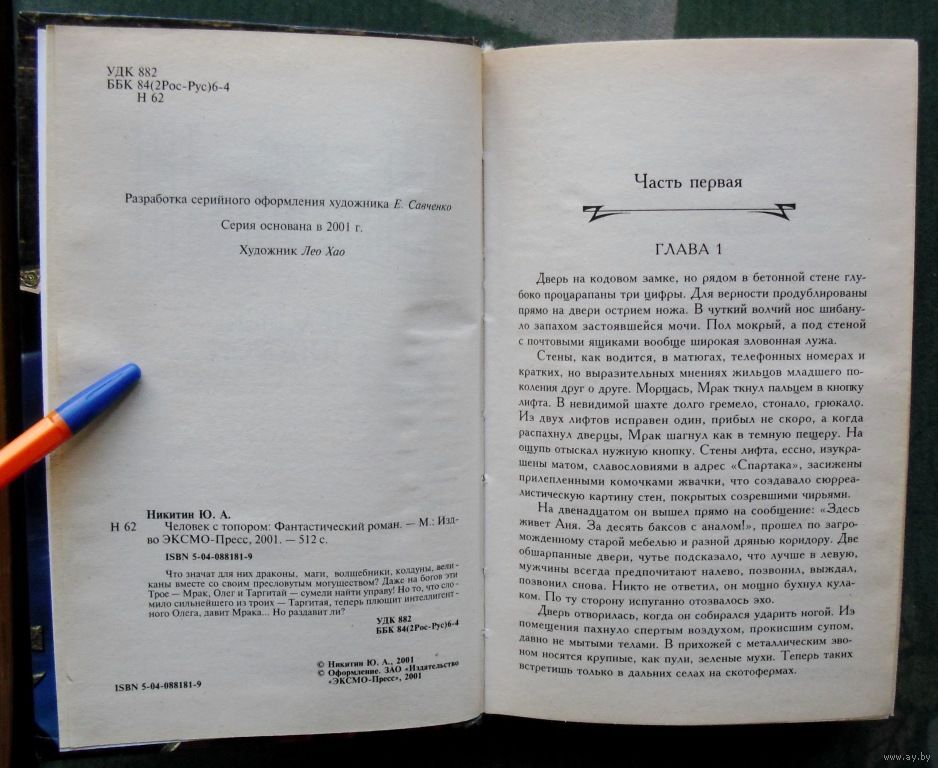 УДК 882
ББК 84(2Рос-Рус)6-4
Н 62
Разработка серийного оформления художника Е. Савченко
Серия основана в 2001 г.
Художник Лео Хао
Никитин Ю. А.
Н 62 Человек с топором: Фантастический роман. — М.: Изд-
во ЭКСМО-Пресс, 2001. — 512 с.
ISBN 5-04-088181-9
Что значат для них драконы, маги, волшебники, колдуны, вели-
каны вместе со своим пресловутым могуществом? Даже на богов эти
Трое — Мрак, Олег и Таргитай — сумели найти управу! Но то, что сло-
мило сильнейшего из троих — Таргитая, теперь плющит интеллигент-
ного Олега, давит Мрака... Но раздавит ли?
УДК 882
ББК 84(2Рос-Рус)6-4
© Никитин Ю. А., 2001
© Оформление. ЗАО «Издательство
«ЭКСМО-Пресс», 2001
ISBN 5-04-088181-9
Часть первая
ГЛАВА 1
Дверь на кодовом замке, но рядом в бетонной стене глу-
боко процарапаны три цифры. Для верности продублированы
прямо на двери острием ножа. В чуткий волчий нос шибану-
ло запахом застоявшейся мочи. Пол мокрый, а под стеной
с почтовыми ящиками вообще широкая зловонная лужа.
Стены, как водится, в матюгах, телефонных номерах и
кратких, но выразительных мнениях жильцов младшего по-
коления друг о друге. Морщась, Мрак ткнул пальцем в кнопку
лифта. В невидимой шахте долго гремело, стонало, грюкало.
Из двух лифтов исправен один, прибыл не скоро, а когда
распахнул дверцы, Мрак шагнул как в темную пещеру. На
ощупь отыскал нужную кнопку. Стены лифта, ессно, изукра-
шены матом, славословиями в адрес «Спартака», засижены
прилепленными комочками жвачки, что создавало сюрреа-
листическую картину стен, покрытых созревшими чирьями.
На двенадцатом он вышел прямо на сообщение: «Здесь
живет Аня. За десять баксов с аналом!», прошел по загро-
можденному старой мебелью и разной дрянью коридору. Две
обшарпанные двери, чутье подсказало, что лучше в левую,
мужчины всегда предпочитают налево, позвонил, выждал,
позвонил снова. Никто не ответил, он мощно бухнул кула-
ком. По ту сторону испуганно отозвалось эхо.
Дверь отворилась, когда он собирался ударить ногой. Из
помещения пахнуло спертым воздухом, прокисшим супом,
давно не мытыми телами. В прихожей с металлическим зво-
ном носятся крупные, как пули, зеленые мухи. Теперь таких
встретишь только в дальних селах на скотофермах.
www.ay.by